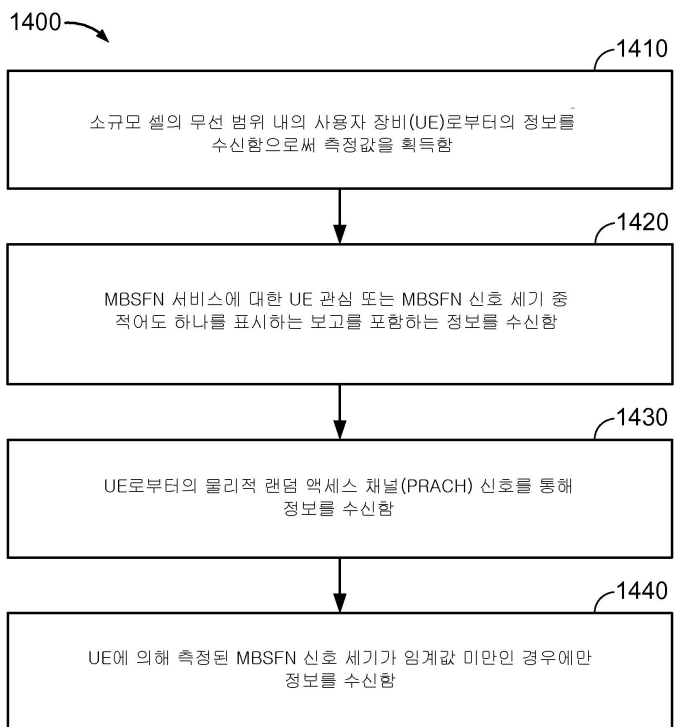 1400
1410
소규모 셀의 무선 범위 내의 사용자 장비(UE)로부터의 정보를
수신함으로써 측정값을 획득함
1420
MBSFN 서비스에 대한 UE 관심 또는 MBSFN 신호 세기 중
적어도 하나를 표시하는 보고를 포함하는 정보를 수신함
1430
UE로부터의 물리적 랜덤 액세스 채널(PRACH) 신호를 통해
정보를 수신함
1440
UE에 의해 측정된 MBSFN 신호 세기가 임계값 미만인 경우에만
정보를 수신함